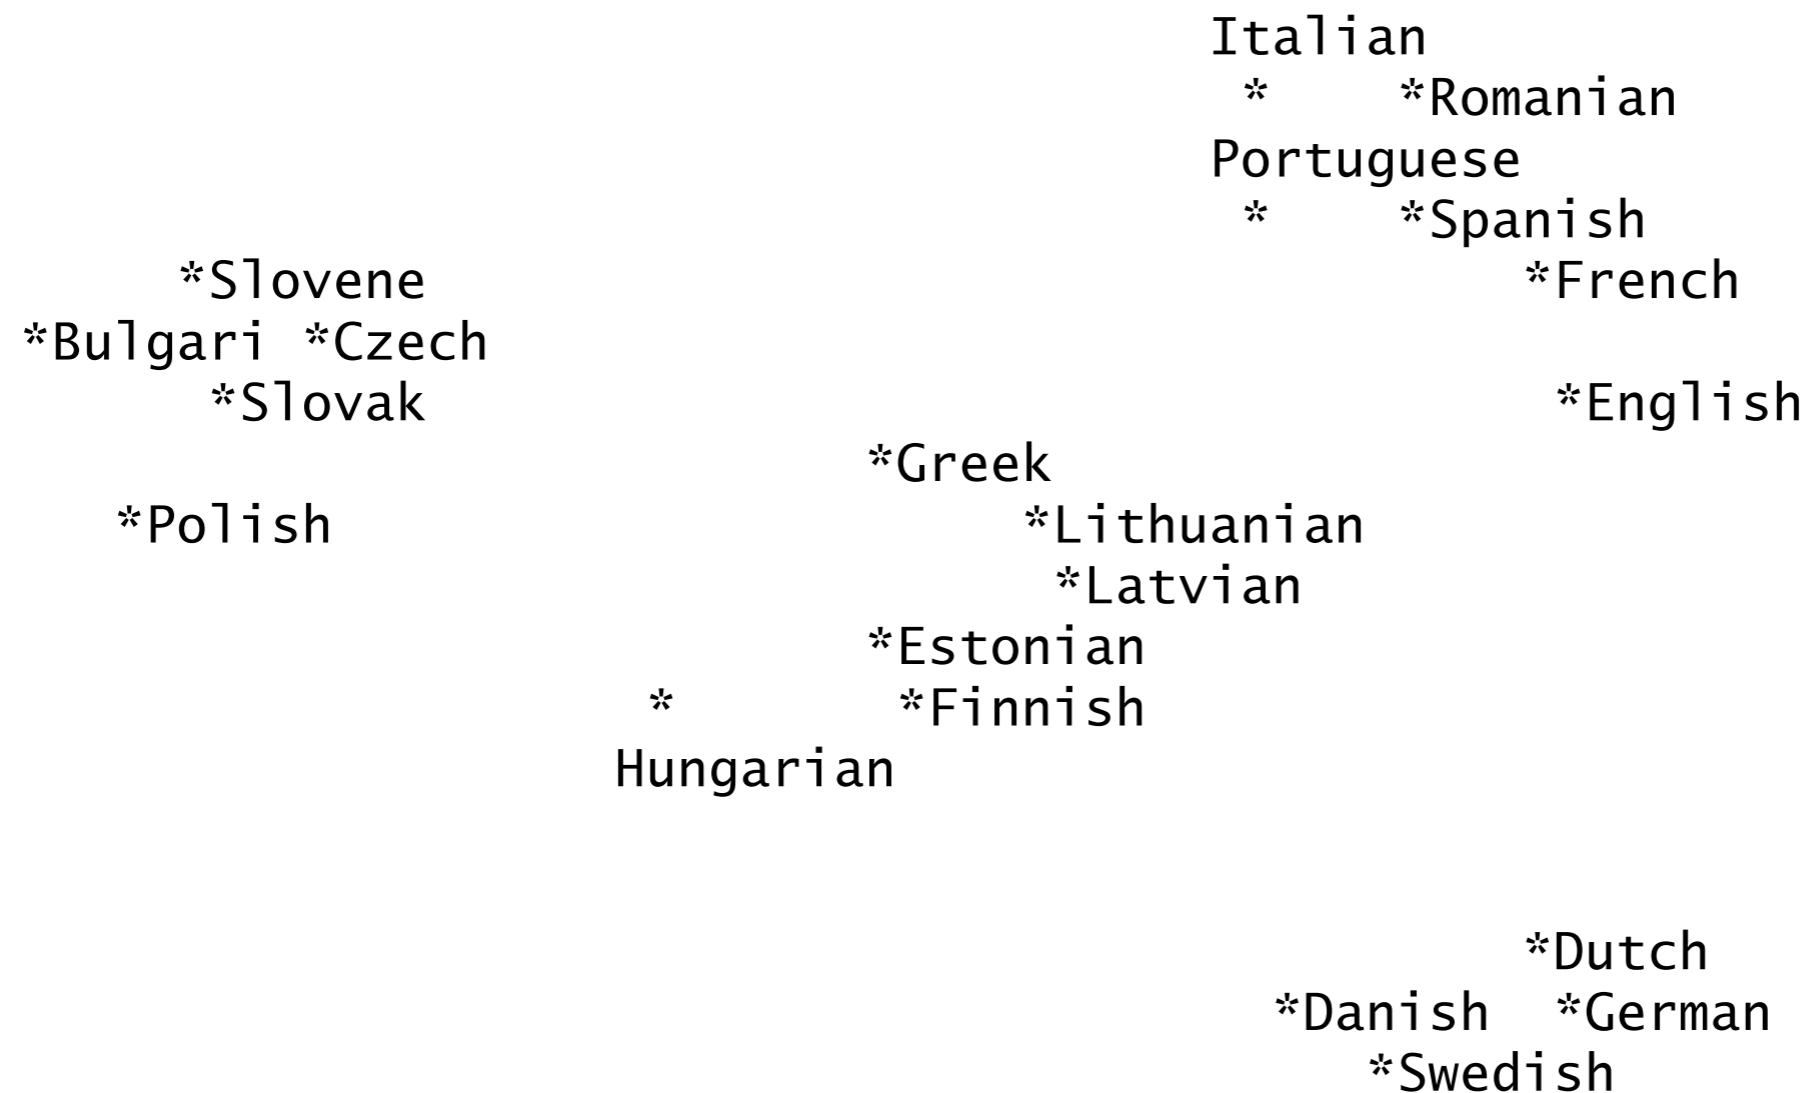 Italian
* *Romanian
Portuguese
* *Spanish
*Slovene *French
*Bulgari *Czech
*Slovak *English
*Greek
*Polish *Lithuanian
*Latvian
*Estonian
* *Finnish
Hungarian
*Dutch
*Danish *German
*Swedish